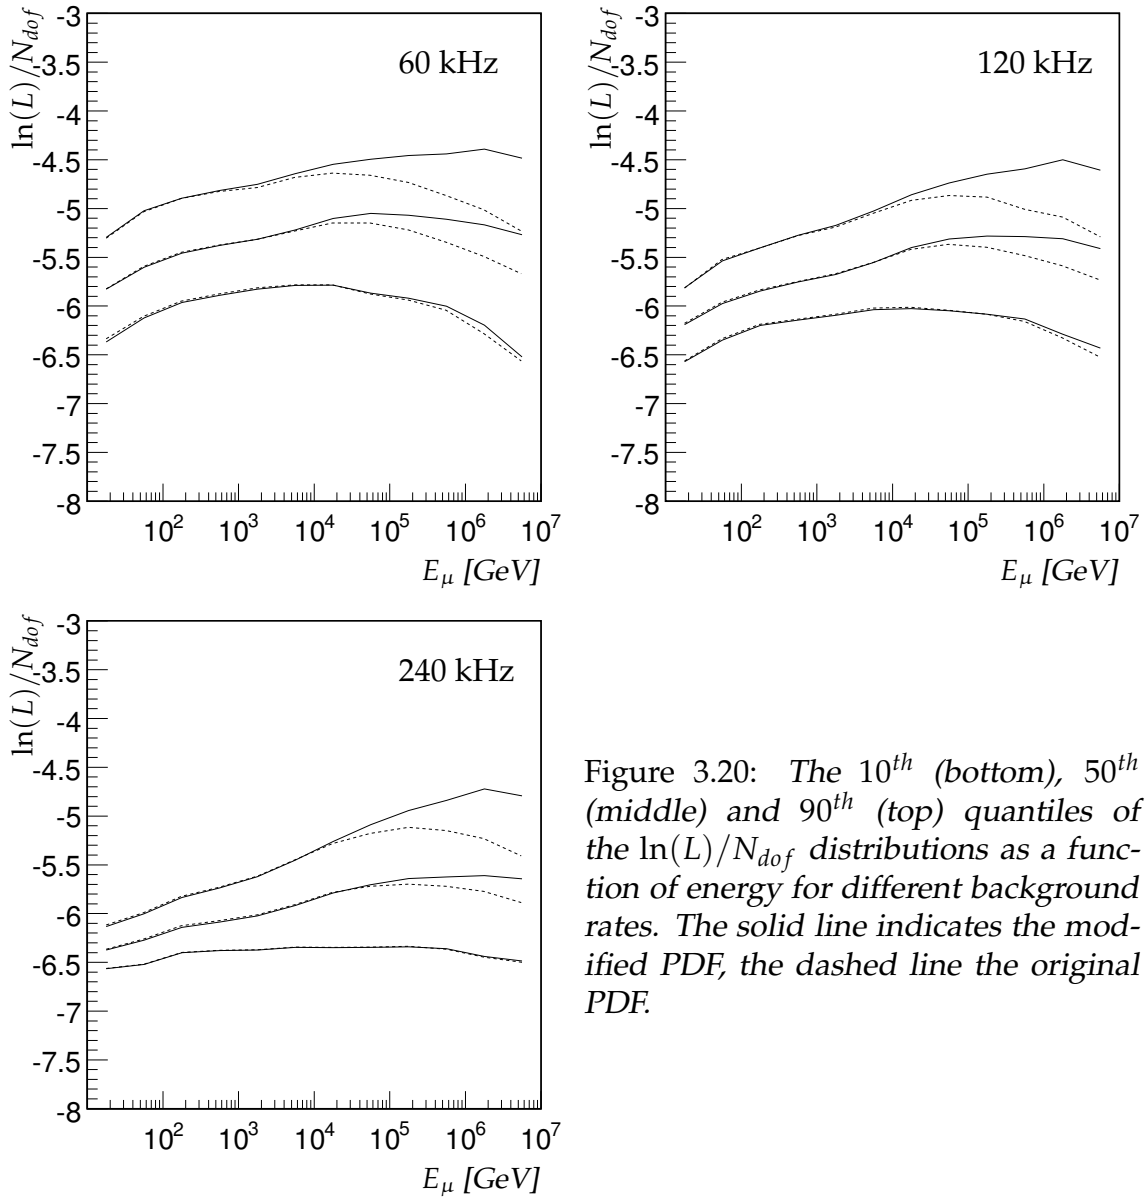 ln(L)/N_dof
-3
-3.5
-4
-4.5
-5
-5.5
-6
-6.5
-7
-7.5
-8
60 kHz
10^2 10^3 10^4 10^5 10^6 10^7
E_μ [GeV]
ln(L)/N_dof
-3
-3.5
-4
-4.5
-5
-5.5
-6
-6.5
-7
-7.5
-8
120 kHz
10^2 10^3 10^4 10^5 10^6 10^7
E_μ [GeV]
ln(L)/N_dof
-3
-3.5
-4
-4.5
-5
-5.5
-6
-6.5
-7
-7.5
-8
240 kHz
10^2 10^3 10^4 10^5 10^6 10^7
E_μ [GeV]
Figure 3.20: The 10^th (bottom), 50^th
(middle) and 90^th (top) quantiles of
the ln(L)/N_dof distributions as a func-
tion of energy for different background
rates. The solid line indicates the mod-
ified PDF, the dashed line the original
PDF.